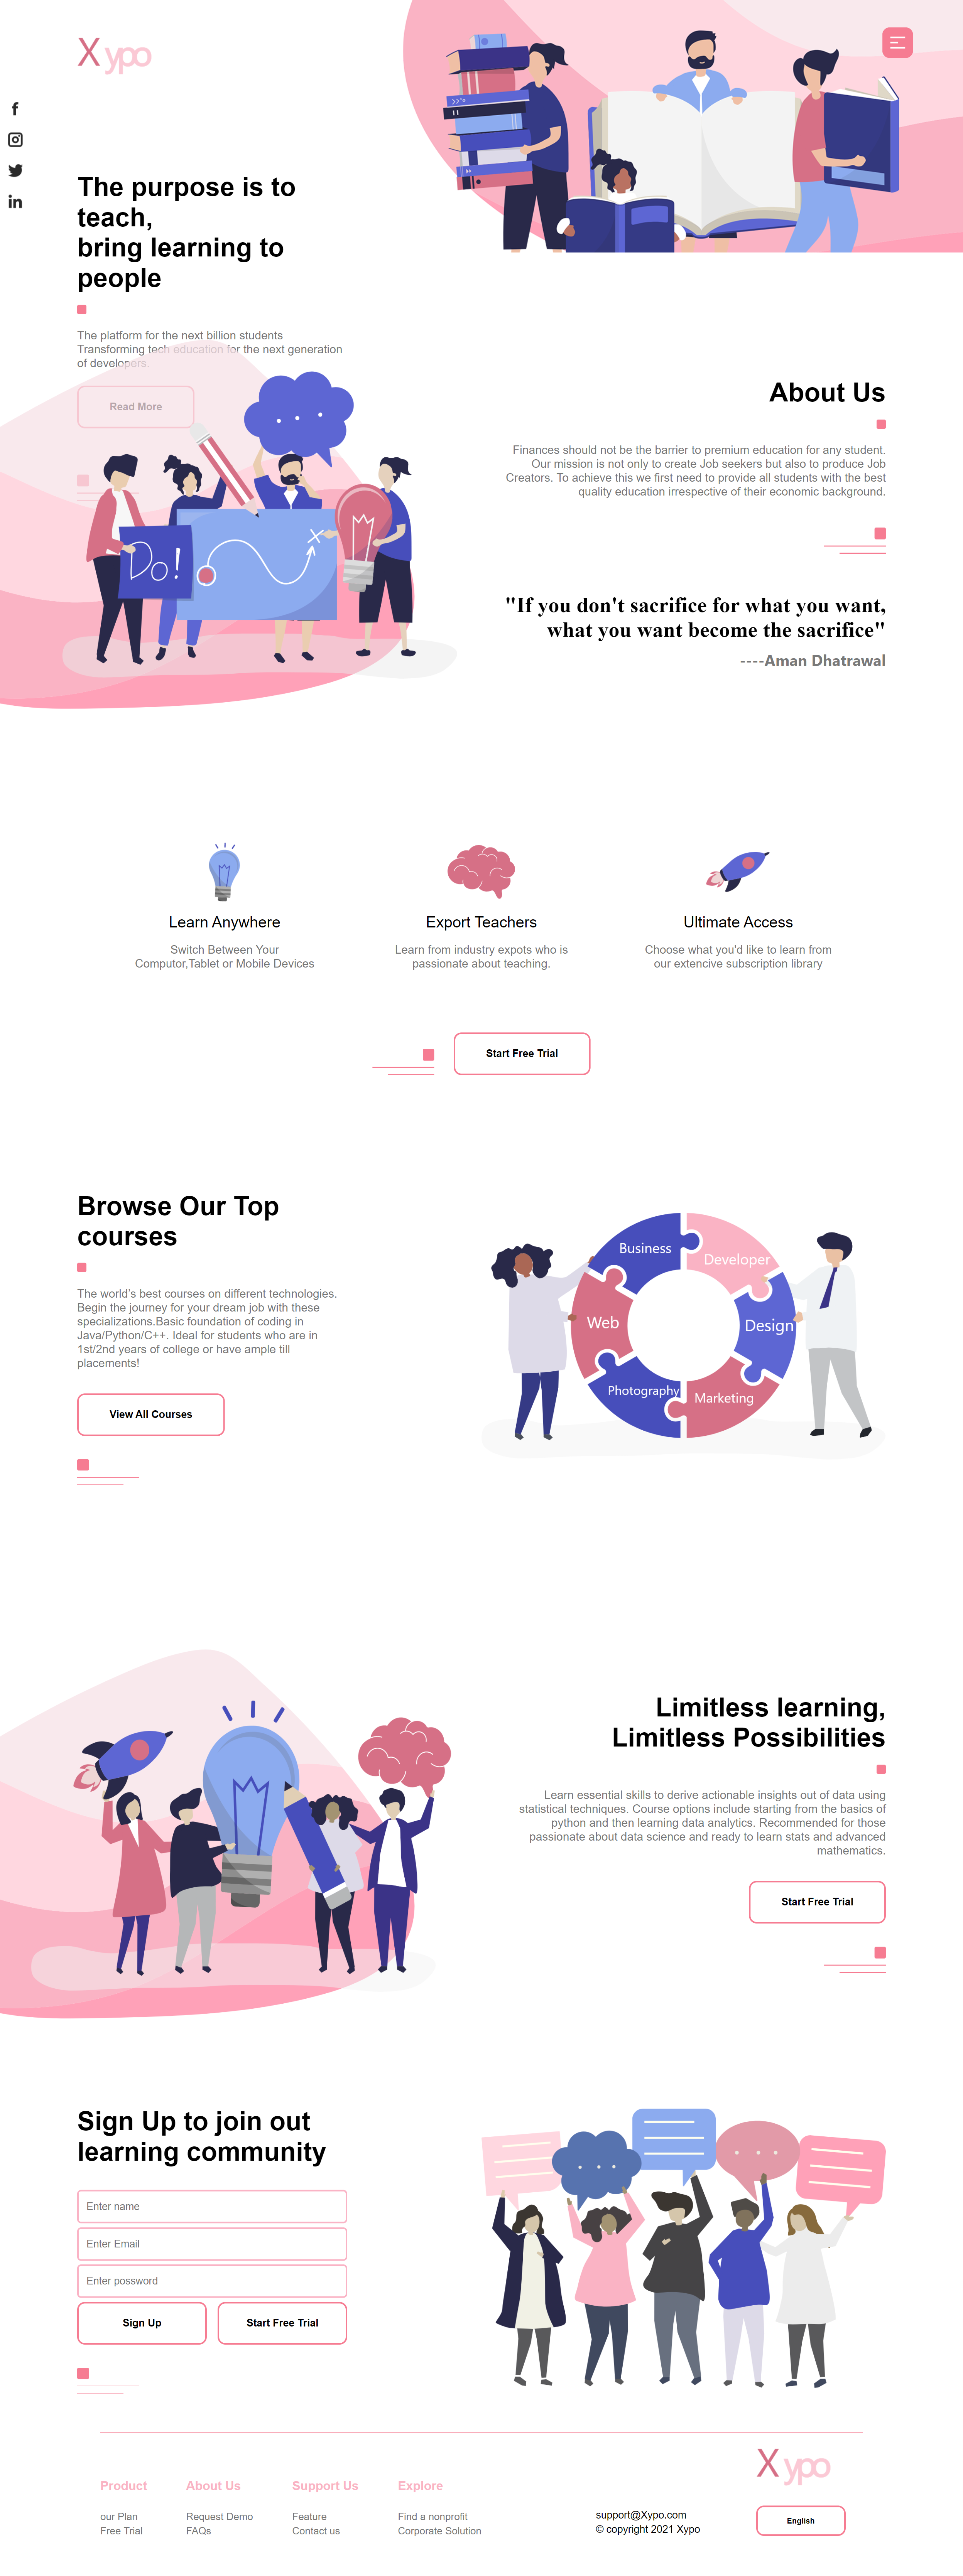 X ypo
The purpose is to
teach,
bring learning to
people
The platform for the next billion students
Transforming tech education for the next generation
of developers.
Read More
Do!
About Us
Finances should not be the barrier to premium education for any student.
Our mission is not only to create Job seekers but also to produce Job
Creators. To achieve this we first need to provide all students with the best
quality education irrespective of their economic background.
"If you don't sacrifice for what you want,
what you want become the sacrifice"
----Aman Dhatrawal
Learn Anywhere
Switch Between Your
Computor,Tablet or Mobile Devices
Export Teachers
Learn from industry expots who is
passionate about teaching.
Ultimate Access
Choose what you'd like to learn from
our extencive subscription library
Start Free Trial
Browse Our Top
courses
The world's best courses on different technologies.
Begin the journey for your dream job with these
specializations.Basic foundation of coding in
Java/Python/C++. Ideal for students who are in
1st/2nd years of college or have ample till
placements!
View All Courses
Business
Developer
Web
Design
Photography
Marketing
Limitless learning,
Limitless Possibilities
Learn essential skills to derive actionable insights out of data using
statistical techniques. Course options include starting from the basics of
python and then learning data analytics. Recommended for those
passionate about data science and ready to learn stats and advanced
mathematics.
Start Free Trial
Sign Up to join out
learning community
Enter name
Enter Email
Enter possword
Sign Up
Start Free Trial
Product
our Plan
Free Trial
About Us
Request Demo
FAQs
Support Us
Feature
Contact us
Explore
Find a nonprofit
Corporate Solution
support@Xypo.com
© copyright 2021 Xypo
X ypo
English